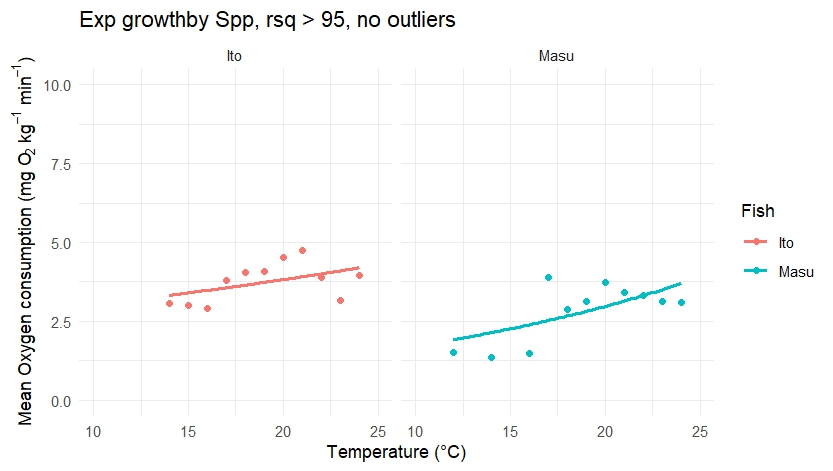 Exp growthby Spp, rsq > 95, no outliers
Ito
Masu
Mean Oxygen consumption (mg O₂ kg⁻¹ min⁻¹)
10.0
7.5
5.0
2.5
0.0
10 15 20 25
10 15 20 25
Temperature (°C)
Fish
Ito
Masu